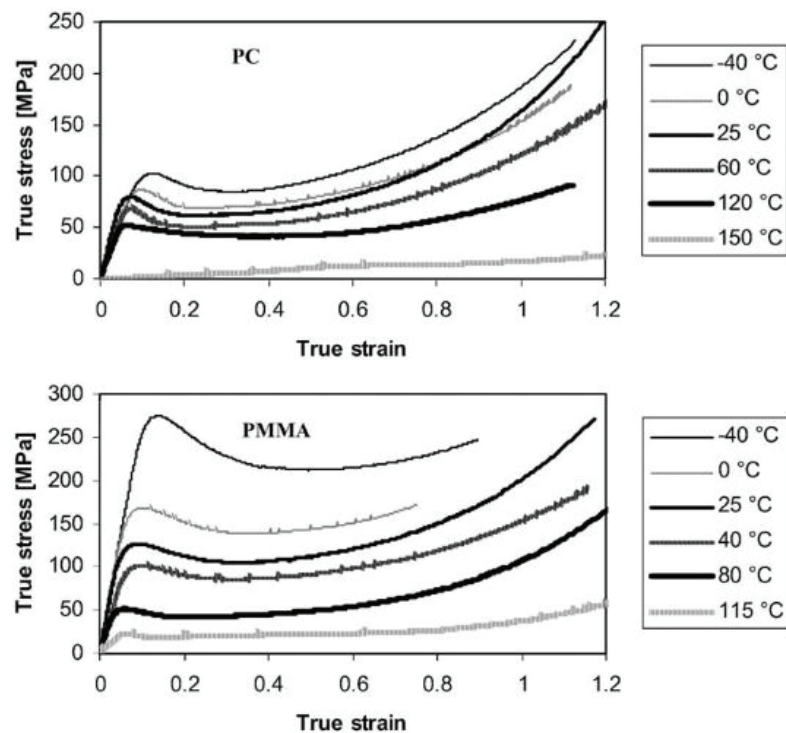 250
200
150
100
50
0
True stress [MPa]
PC
0 0.2 0.4 0.6 0.8 1 1.2
True strain
-40 °C
0 °C
25 °C
60 °C
120 °C
150 °C
300
250
200
150
100
50
0
True stress [MPa]
PMMA
0 0.2 0.4 0.6 0.8 1 1.2
True strain
-40 °C
0 °C
25 °C
40 °C
80 °C
115 °C